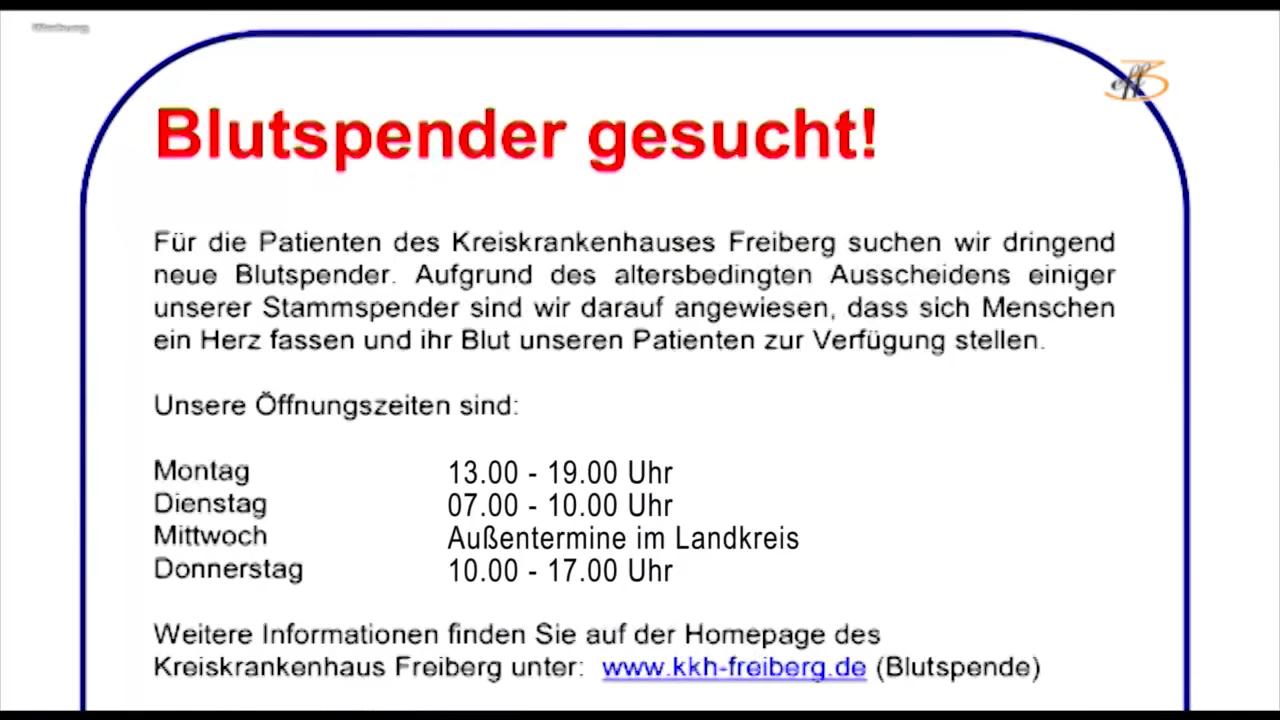 Werbung
eff3
Blutspender gesucht!
Für die Patienten des Kreiskrankenhauses Freiberg suchen wir dringend
neue Blutspender. Aufgrund des altersbedingten Ausscheidens einiger
unserer Stammspender sind wir darauf angewiesen, dass sich Menschen
ein Herz fassen und ihr Blut unseren Patienten zur Verfügung stellen.
Unsere Öffnungszeiten sind:
Montag 13.00 - 19.00 Uhr
Dienstag 07.00 - 10.00 Uhr
Mittwoch Außentermine im Landkreis
Donnerstag 10.00 - 17.00 Uhr
Weitere Informationen finden Sie auf der Homepage des
Kreiskrankenhaus Freiberg unter: www.kkh-freiberg.de (Blutspende)